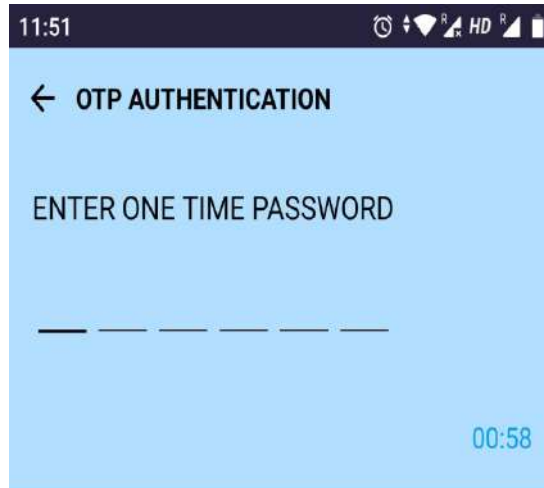 11:51 R HD R
← OTP AUTHENTICATION
ENTER ONE TIME PASSWORD
00:58